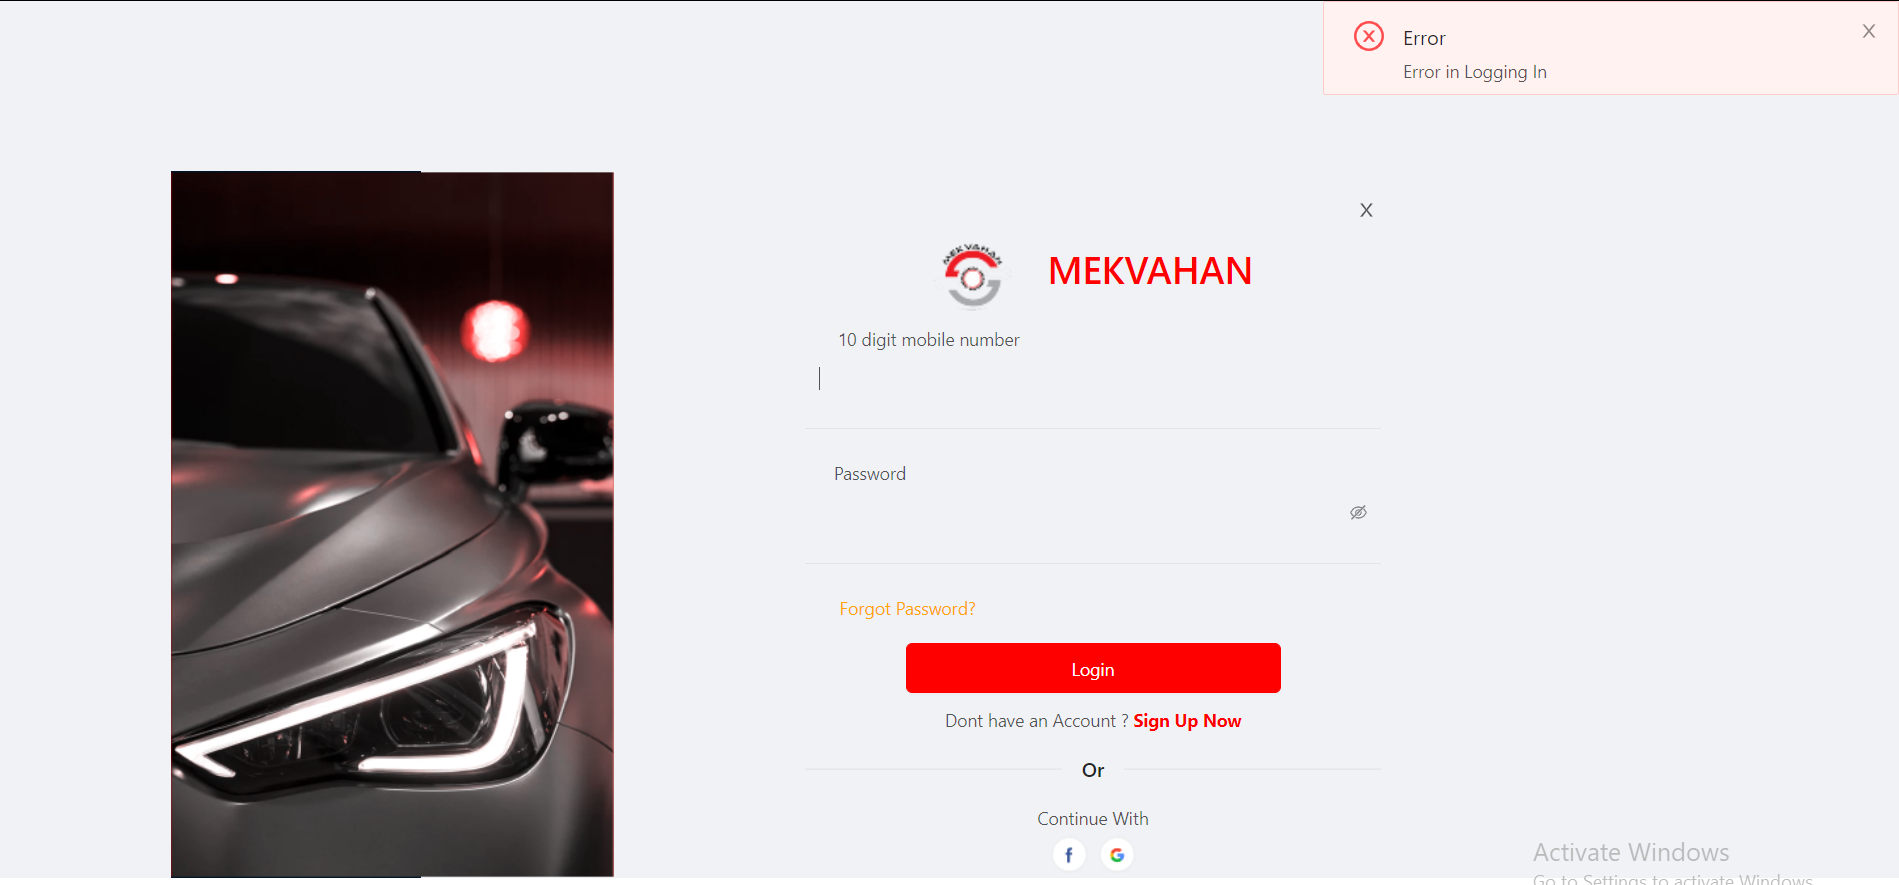 Error
Error in Logging In
X
MEKVAHAN
MEKVAHAN
10 digit mobile number
Password
Forgot Password?
Login
Dont have an Account ? Sign Up Now
Or
Continue With
Activate Windows
Go to Settings to activate Windows.